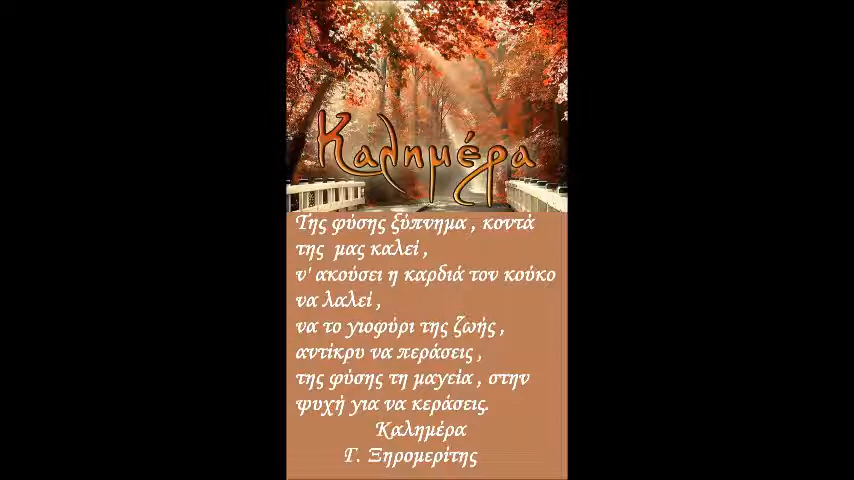 Καλημέρα
Της φύσης ξύπνημα , κοντά
της μας καλεί ,
ν' ακούσει η καρδιά τον κούκο
να λαλεί ,
να το γιοφύρι της ζωής ,
αντίκρυ να περάσεις ,
της φύσης τη μαγεία , στην
ψυχή για να κεράσεις.
Καλημέρα
Γ. Ξηρομερίτης